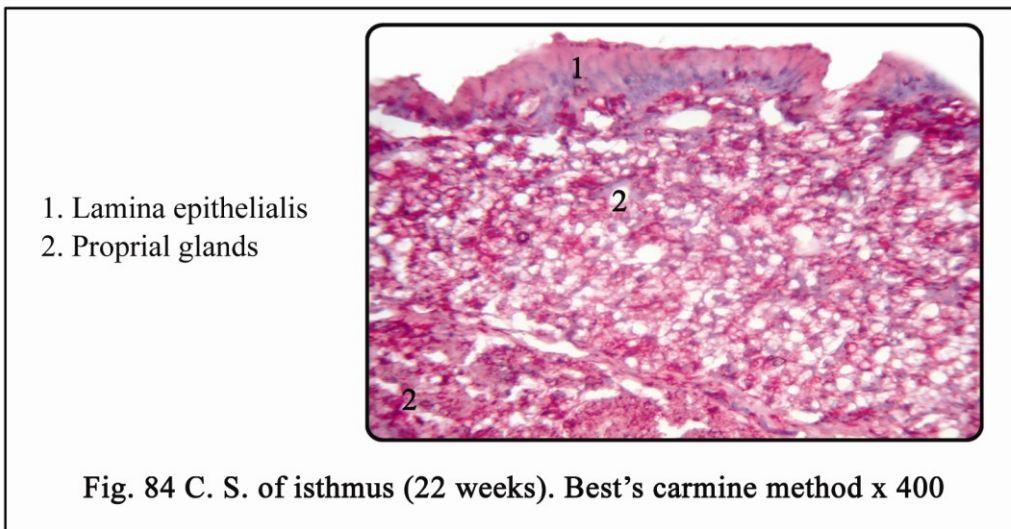 1
2
2
1. Lamina epithelialis
2. Proprial glands
Fig. 84 C. S. of isthmus (22 weeks). Best's carmine method x 400